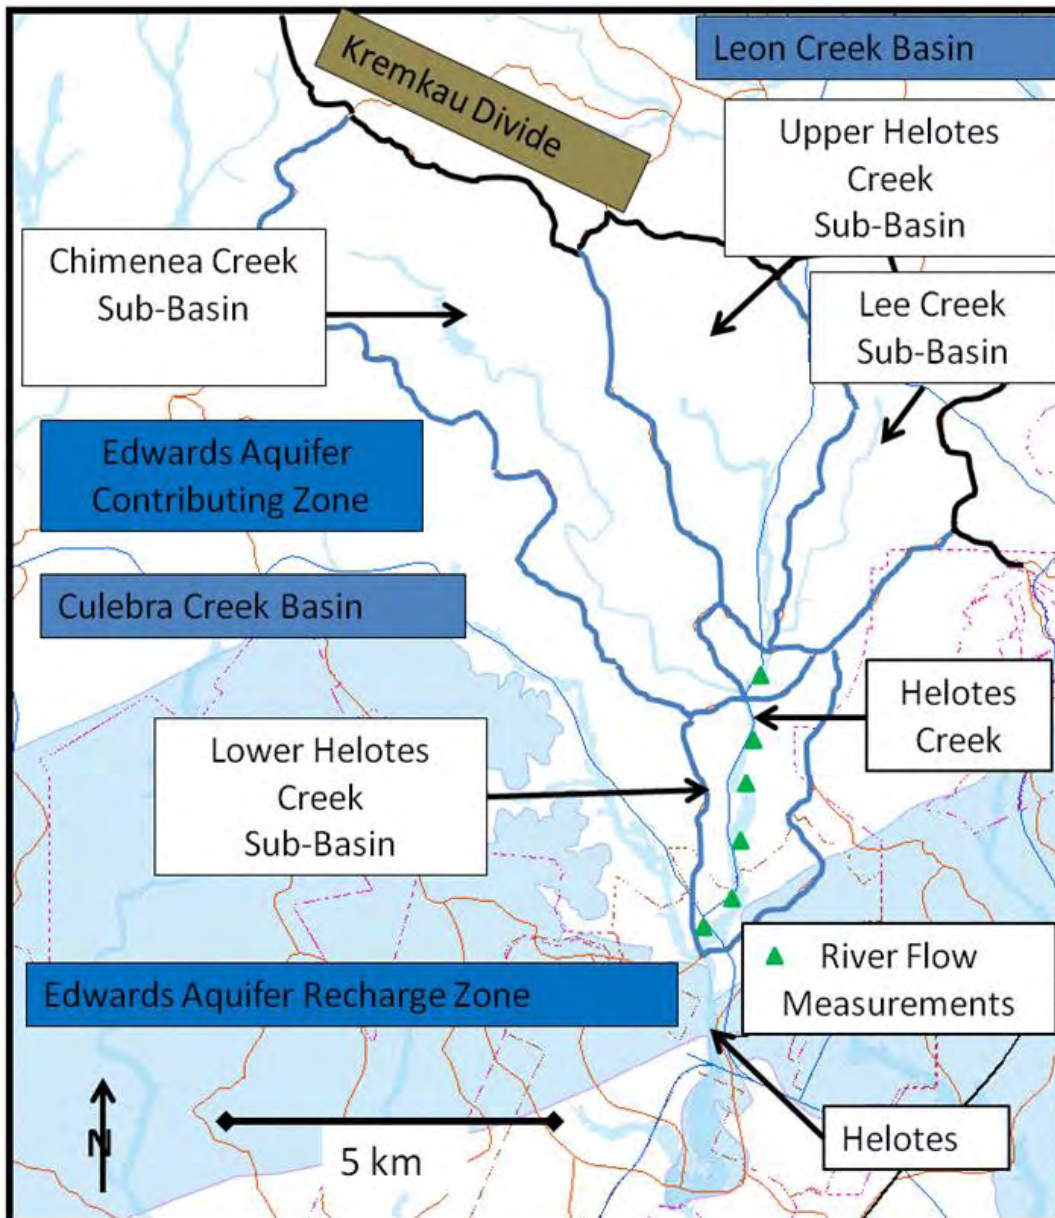 Kremkau Divide
Leon Creek Basin
Upper Helotes
Creek
Sub-Basin
Chimenea Creek
Sub-Basin
Lee Creek
Sub-Basin
Edwards Aquifer
Contributing Zone
Culebra Creek Basin
Helotes
Creek
Lower Helotes
Creek
Sub-Basin
River Flow
Measurements
Edwards Aquifer Recharge Zone
N
5 km
Helotes